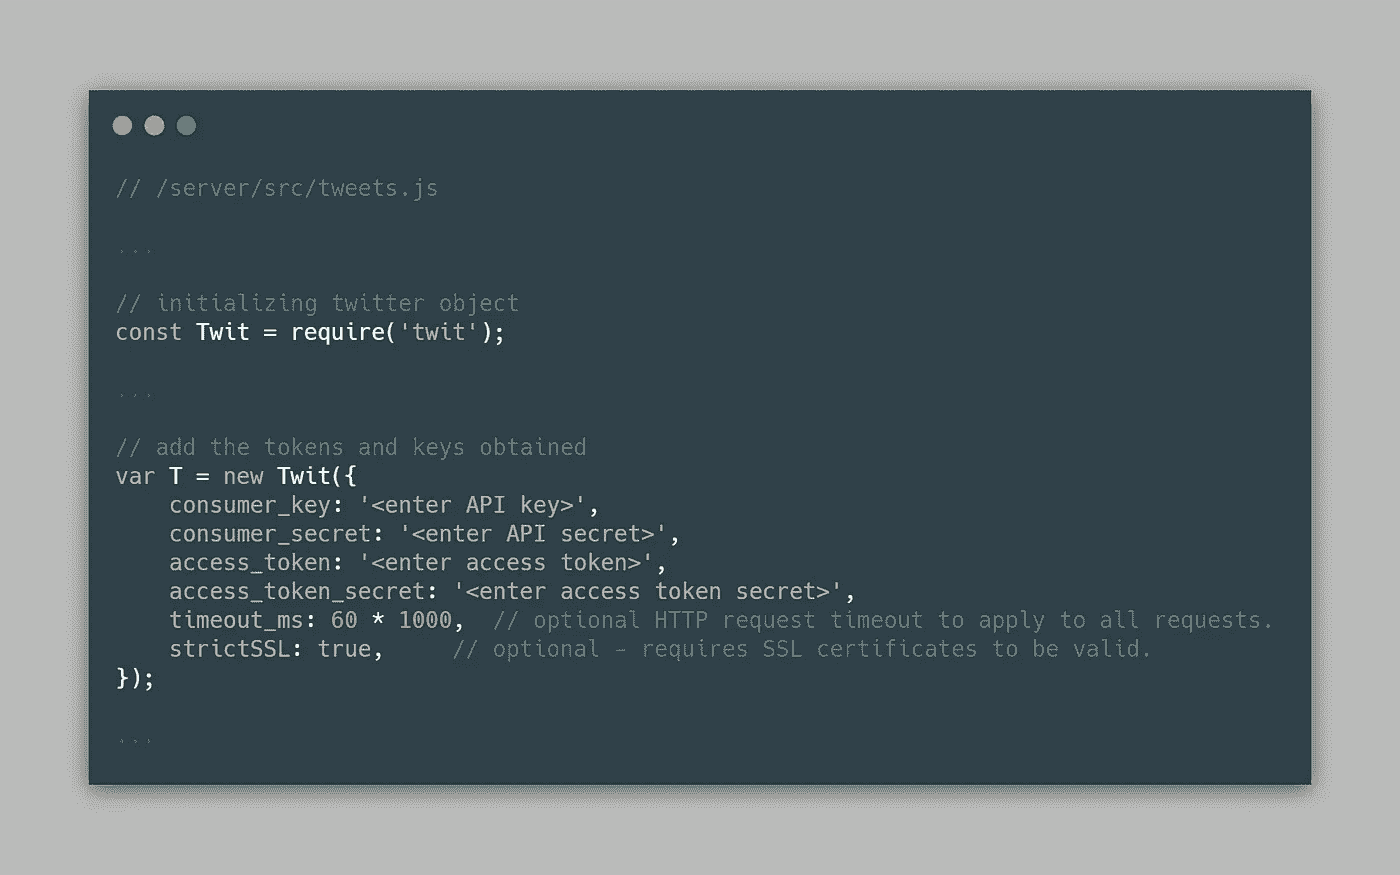 // /server/src/tweets.js
...
// initializing twitter object
const Twit = require('twit');
...
// add the tokens and keys obtained
var T = new Twit({
    consumer_key: '<enter API key>',
    consumer_secret: '<enter API secret>',
    access_token: '<enter access token>',
    access_token_secret: '<enter access token secret>',
    timeout_ms: 60 * 1000,  // optional HTTP request timeout to apply to all requests.
    strictSSL: true,     // optional - requires SSL certificates to be valid.
});
...